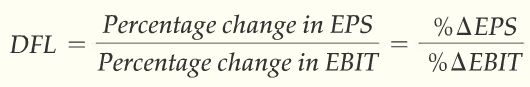 DFL = Percentage change in EPS / Percentage change in EBIT = %ΔEPS / %ΔEBIT